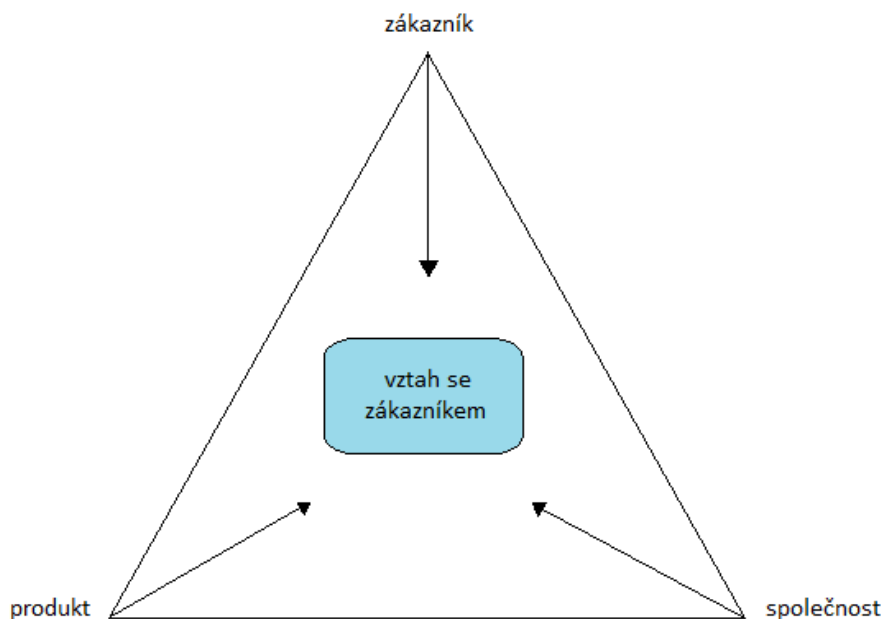 zákazník
vztah se
zákazníkem
produkt
společnost